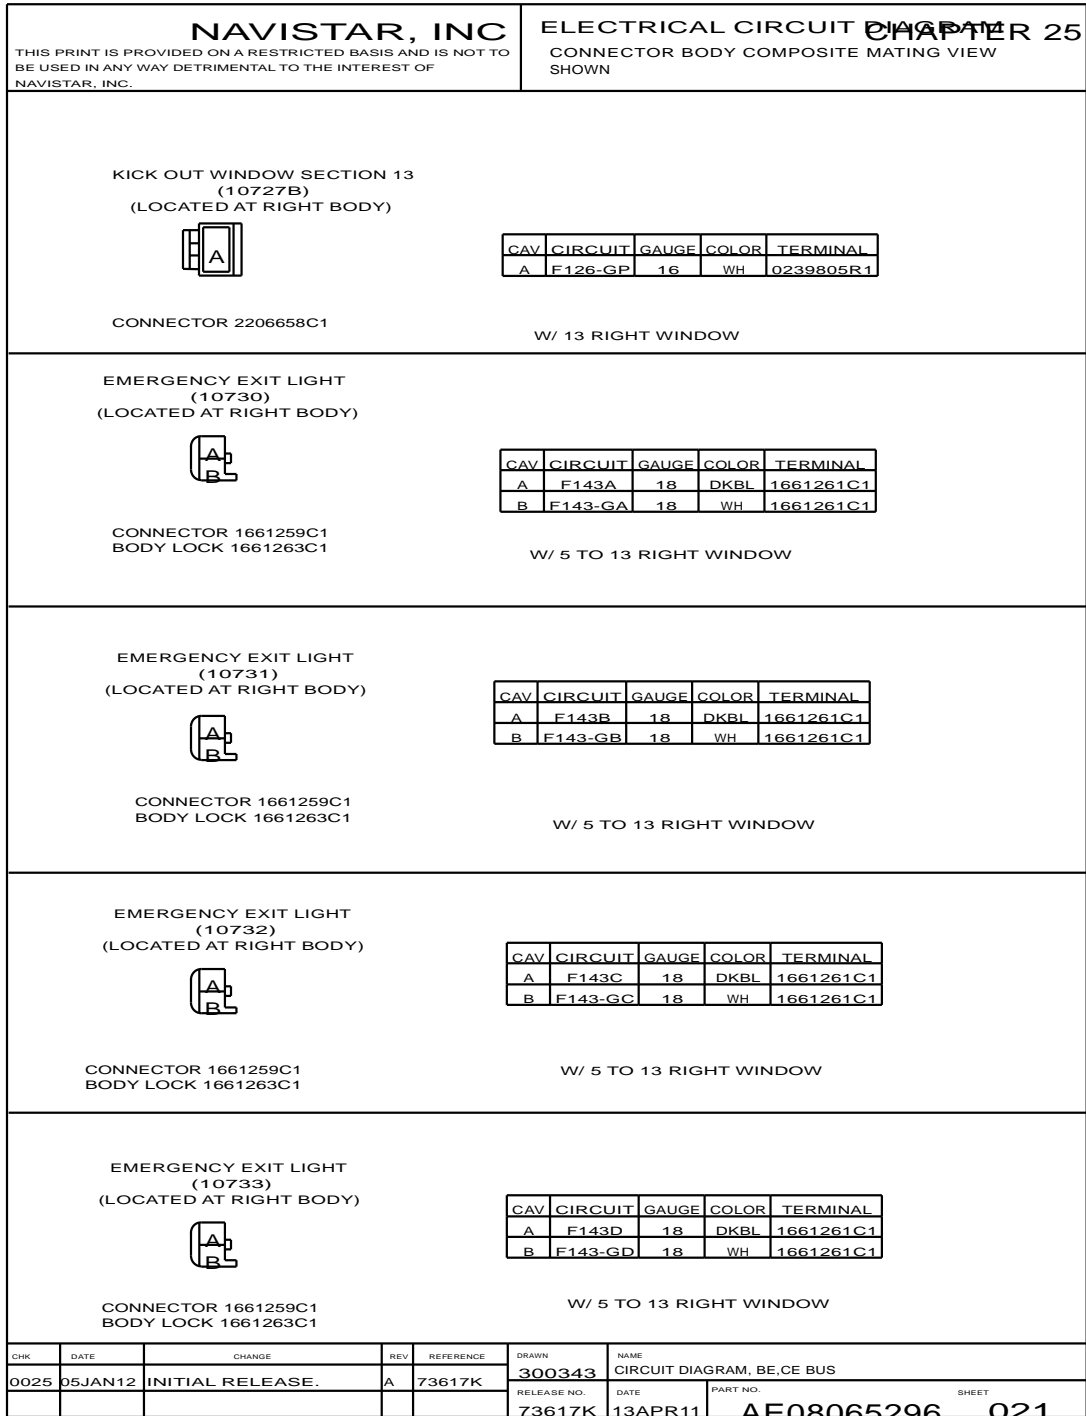 NAVISTAR, INC
THIS PRINT IS PROVIDED ON A RESTRICTED BASIS AND IS NOT TO
BE USED IN ANY WAY DETRIMENTAL TO THE INTEREST OF
NAVISTAR, INC.
ELECTRICAL CIRCUIT DIAGRAM
CHAPTER 25
CONNECTOR BODY COMPOSITE MATING VIEW
SHOWN
KICK OUT WINDOW SECTION 13
(10727B)
(LOCATED AT RIGHT BODY)
A
CONNECTOR 2206658C1
CAV CIRCUIT GAUGE COLOR TERMINAL
A F126-GP 16 WH 0239805R1
W/ 13 RIGHT WINDOW
EMERGENCY EXIT LIGHT
(10730)
(LOCATED AT RIGHT BODY)
A
B
CONNECTOR 1661259C1
BODY LOCK 1661263C1
CAV CIRCUIT GAUGE COLOR TERMINAL
A F143A 18 DKBL 1661261C1
B F143-GA 18 WH 1661261C1
W/ 5 TO 13 RIGHT WINDOW
EMERGENCY EXIT LIGHT
(10731)
(LOCATED AT RIGHT BODY)
A
B
CONNECTOR 1661259C1
BODY LOCK 1661263C1
CAV CIRCUIT GAUGE COLOR TERMINAL
A F143B 18 DKBL 1661261C1
B F143-GB 18 WH 1661261C1
W/ 5 TO 13 RIGHT WINDOW
EMERGENCY EXIT LIGHT
(10732)
(LOCATED AT RIGHT BODY)
A
B
CONNECTOR 1661259C1
BODY LOCK 1661263C1
CAV CIRCUIT GAUGE COLOR TERMINAL
A F143C 18 DKBL 1661261C1
B F143-GC 18 WH 1661261C1
W/ 5 TO 13 RIGHT WINDOW
EMERGENCY EXIT LIGHT
(10733)
(LOCATED AT RIGHT BODY)
A
B
CONNECTOR 1661259C1
BODY LOCK 1661263C1
CAV CIRCUIT GAUGE COLOR TERMINAL
A F143D 18 DKBL 1661261C1
B F143-GD 18 WH 1661261C1
W/ 5 TO 13 RIGHT WINDOW
CHK DATE CHANGE REV REFERENCE
0025 05JAN12 INITIAL RELEASE. A 73617K
DRAWN NAME
300343 CIRCUIT DIAGRAM, BE,CE BUS
RELEASE NO. DATE PART NO. SHEET
73617K 13APR11 AE08065296 021